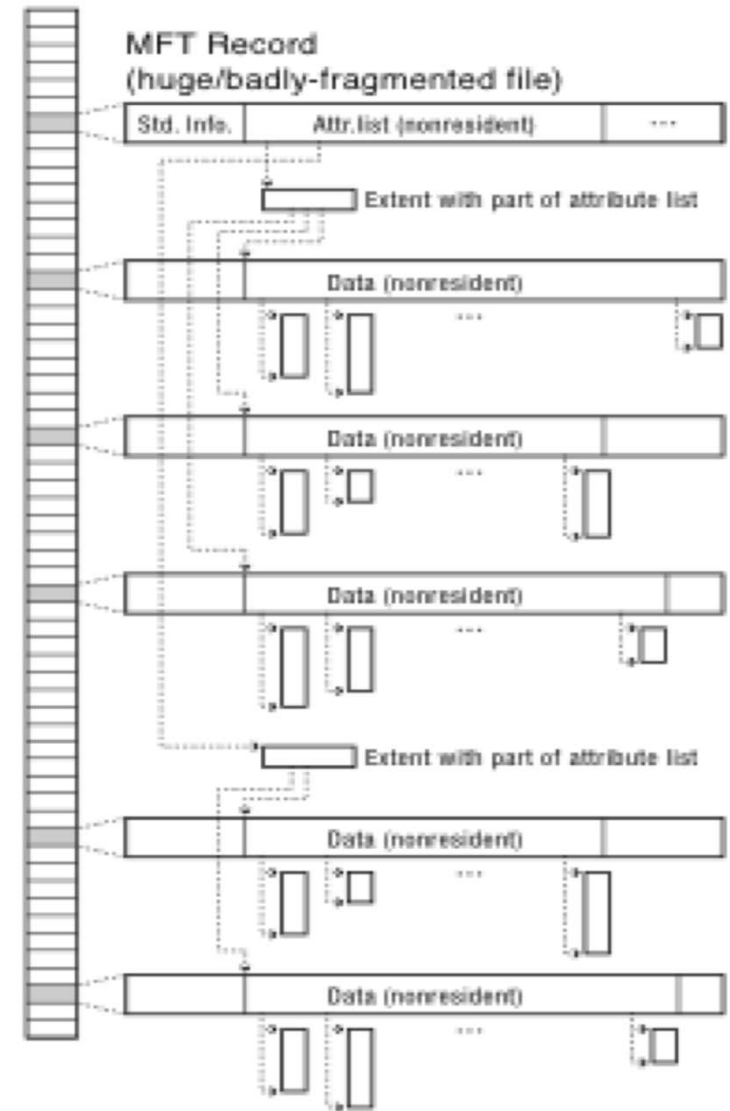 MFT Record
(huge/badly-fragmented file)
Std. Info. Attr.list (nonresident) ...
Extent with part of attribute list
Data (nonresident)
...
Data (nonresident)
...
Data (nonresident)
...
Extent with part of attribute list
Data (nonresident)
...
Data (nonresident)
...